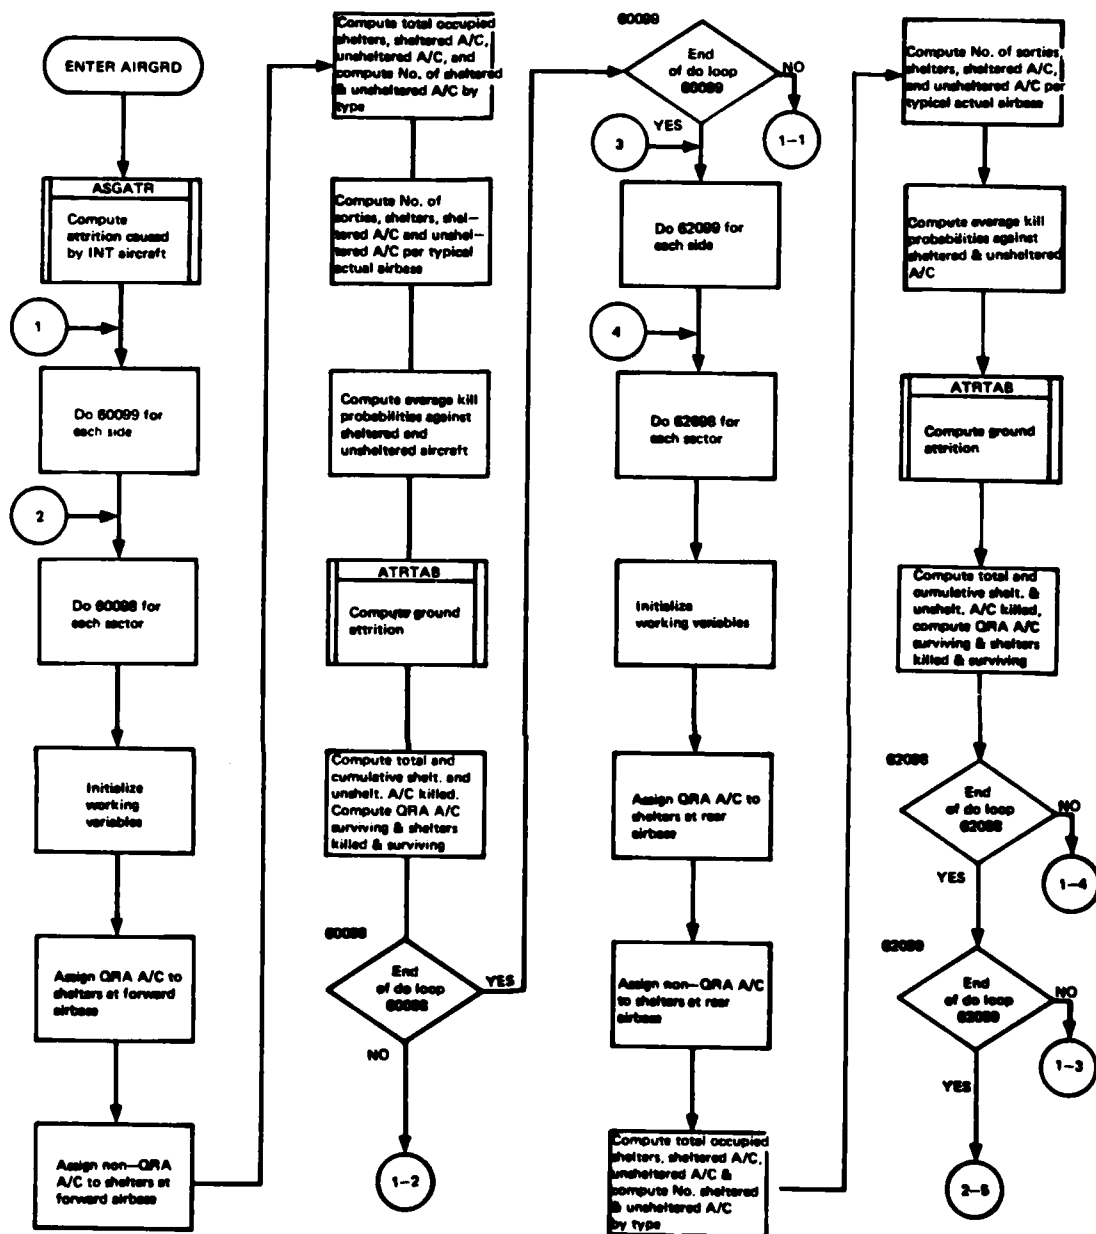 ENTER AIRGRD
ASGATR
Compute
attrition caused
by INT aircraft
1
Do 60099 for
each side
2
Do 60098 for
each sector
Initialize
working
variables
Assign QRA A/C to
shelters at forward
airbase
Assign non-QRA
A/C to shelters at
forward airbase
Compute total occupied
shelters, sheltered A/C,
unsheltered A/C, and
compute No. of sheltered
& unsheltered A/C by
type
Compute No. of
sorties, shelters, shel-
tered A/C and unshel-
tered A/C per typical
actual airbase
Compute average kill
probabilities against
sheltered and
unsheltered aircraft
ATRTAB
Compute ground
attrition
Compute total and
cumulative shelt. and
unshelt. A/C killed.
Compute QRA A/C
surviving & shelters
killed & surviving
60098
End
of do loop
60098
YES
NO
1-2
60099
End
of do loop
60099
NO
YES
1-1
3
Do 62099 for
each side
4
Do 62098 for
each sector
Initialize
working variables
Assign QRA A/C to
shelters at rear
airbase
Assign non-QRA A/C
to shelters at rear
airbase
Compute total occupied
shelters, sheltered A/C,
unsheltered A/C &
compute No. sheltered
& unsheltered A/C
by type
Compute No. of sorties,
shelters, sheltered A/C,
and unsheltered A/C per
typical actual airbase
Compute average kill
probabilities against
sheltered & unsheltered
A/C
ATRTAB
Compute ground
attrition
Compute total and
cumulative shelt. &
unshelt. A/C killed,
compute QRA A/C
surviving & shelters
killed & surviving
62098
End
of do loop
62098
NO
YES
1-4
62099
End
of do loop
62099
NO
YES
1-3
2-5